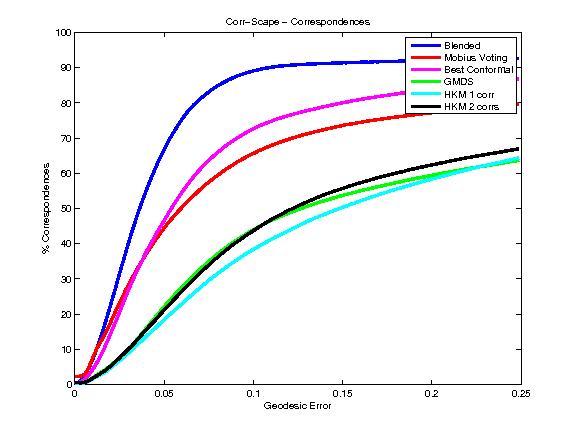 Corr-Scape - Correspondences
100
90
80
70
60
50
40
30
20
10
0
% Correspondences
Blended
Mobius Voting
Best Conformal
GMDS
HKM 1 corr
HKM 2 corrs
0 0.05 0.1 0.15 0.2 0.25
Geodesic Error